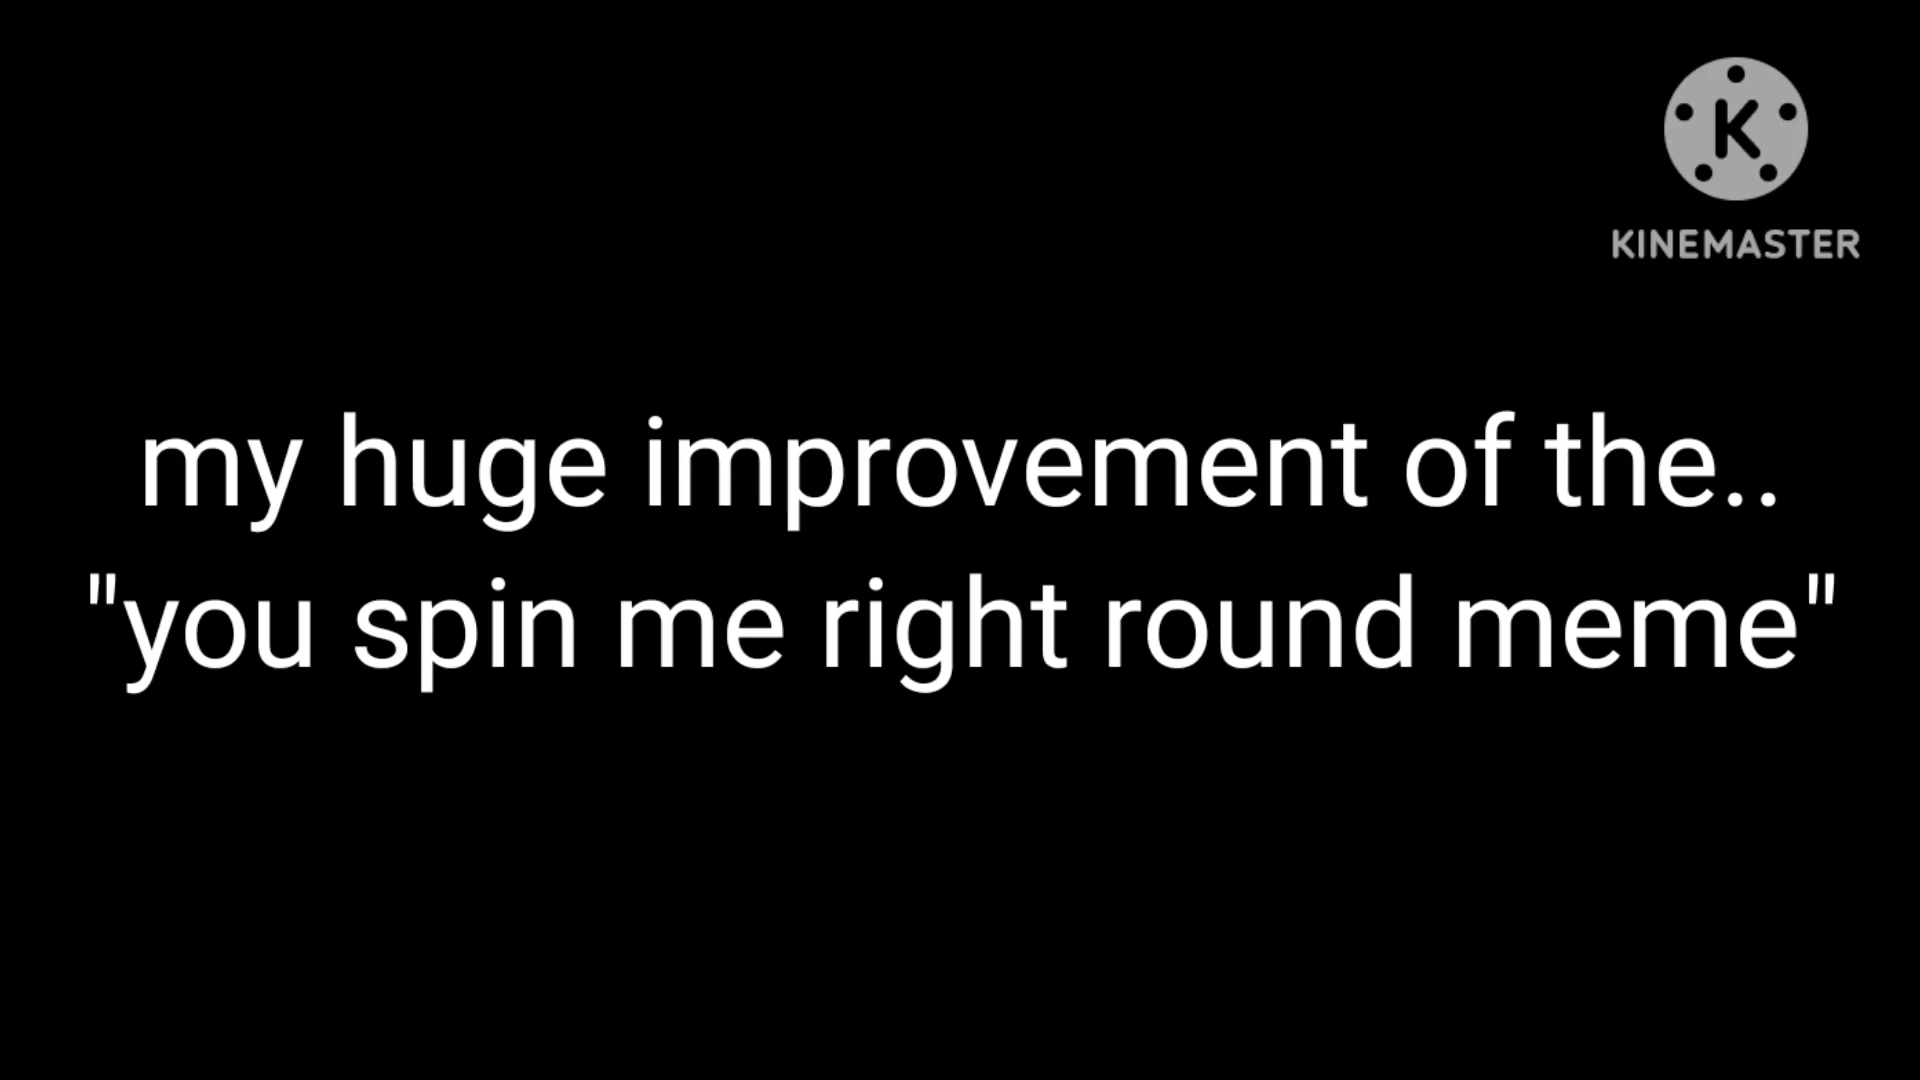 K
KINEMASTER
my huge improvement of the..
"you spin me right round meme"